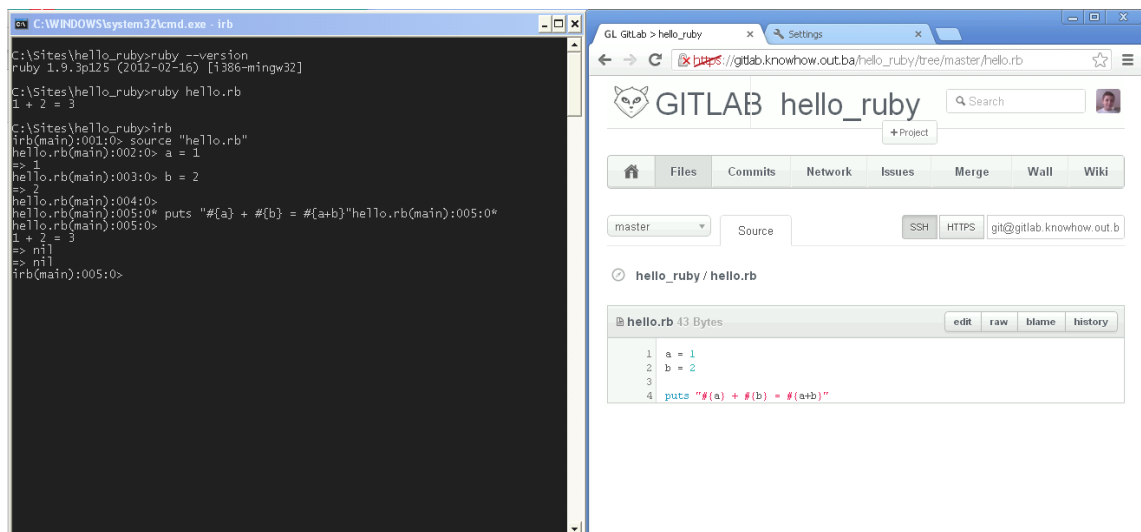 C:\WINDOWS\system32\cmd.exe - irb
C:\Sites\hello_ruby>ruby --version
ruby 1.9.3p125 (2012-02-16) [i386-mingw32]
C:\Sites\hello_ruby>ruby hello.rb
1 + 2 = 3
C:\Sites\hello_ruby>irb
irb(main):001:0> source "hello.rb"
hello.rb(main):002:0> a = 1
=> 1
hello.rb(main):003:0> b = 2
=> 2
hello.rb(main):004:0>
hello.rb(main):005:0* puts "#{a} + #{b} = #{a+b}"hello.rb(main):005:0*
hello.rb(main):005:0>
1 + 2 = 3
=> nil
=> nil
irb(main):005:0>
GL GitLab > hello_ruby
Settings
https://gitlab.knowhow.out.ba/hello_ruby/tree/master/hello.rb
GITLAB hello_ruby
Search
+Project
Files Commits Network Issues Merge Wall Wiki
master Source SSH HTTPS git@gitlab.knowhow.out.b
hello_ruby / hello.rb
hello.rb 43 Bytes edit raw blame history
1 a = 1
2 b = 2
3
4 puts "#{a} + #{b} = #{a+b}"